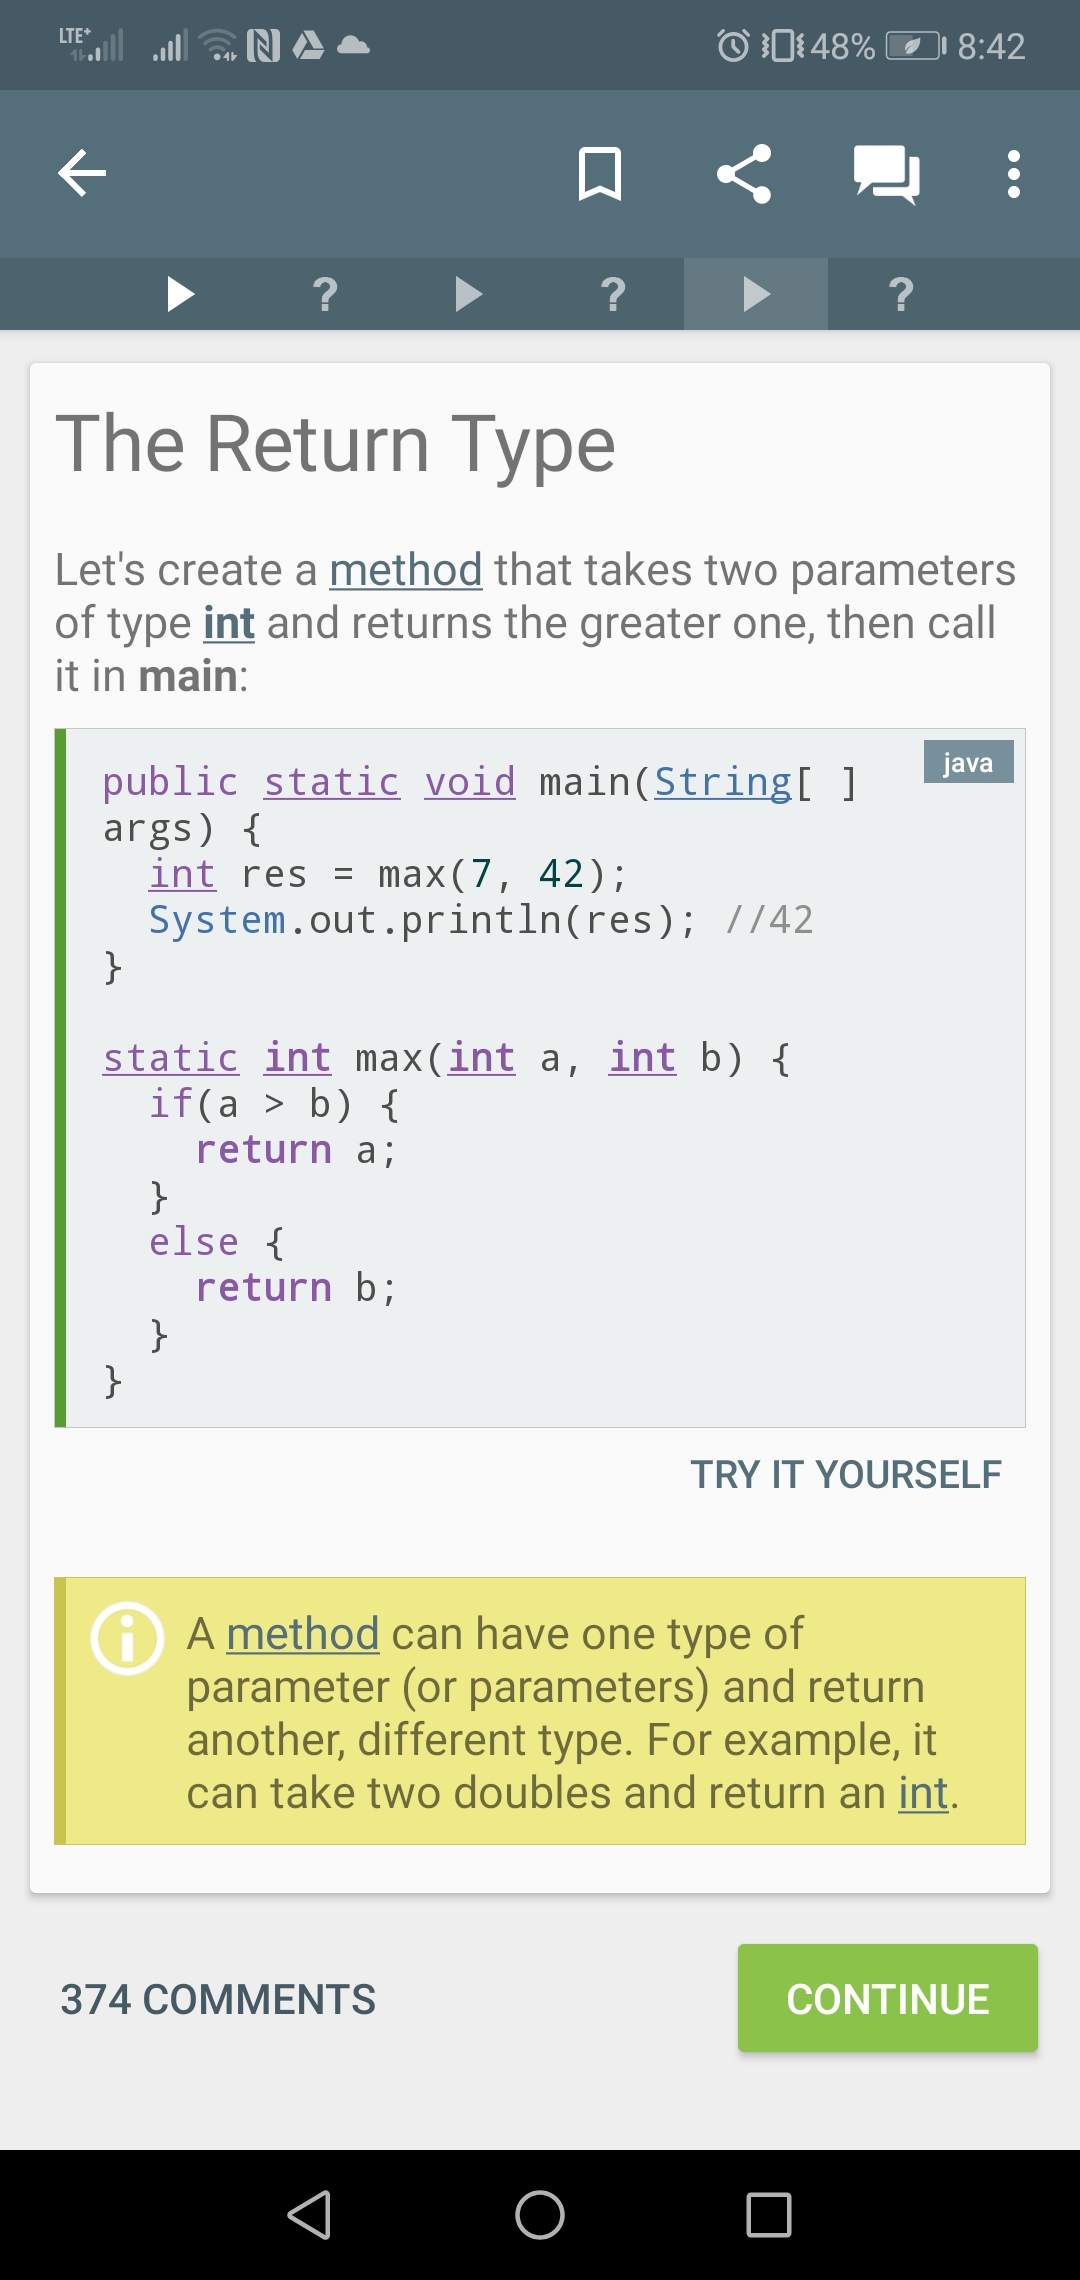 LTE+ 48% 8:42
? ? ?
The Return Type
Let's create a method that takes two parameters
of type int and returns the greater one, then call
it in main:
java
public static void main(String[ ]
args) {
  int res = max(7, 42);
  System.out.println(res); //42
}
static int max(int a, int b) {
  if(a > b) {
    return a;
  }
  else {
    return b;
  }
}
TRY IT YOURSELF
A method can have one type of
parameter (or parameters) and return
another, different type. For example, it
can take two doubles and return an int.
374 COMMENTS
CONTINUE